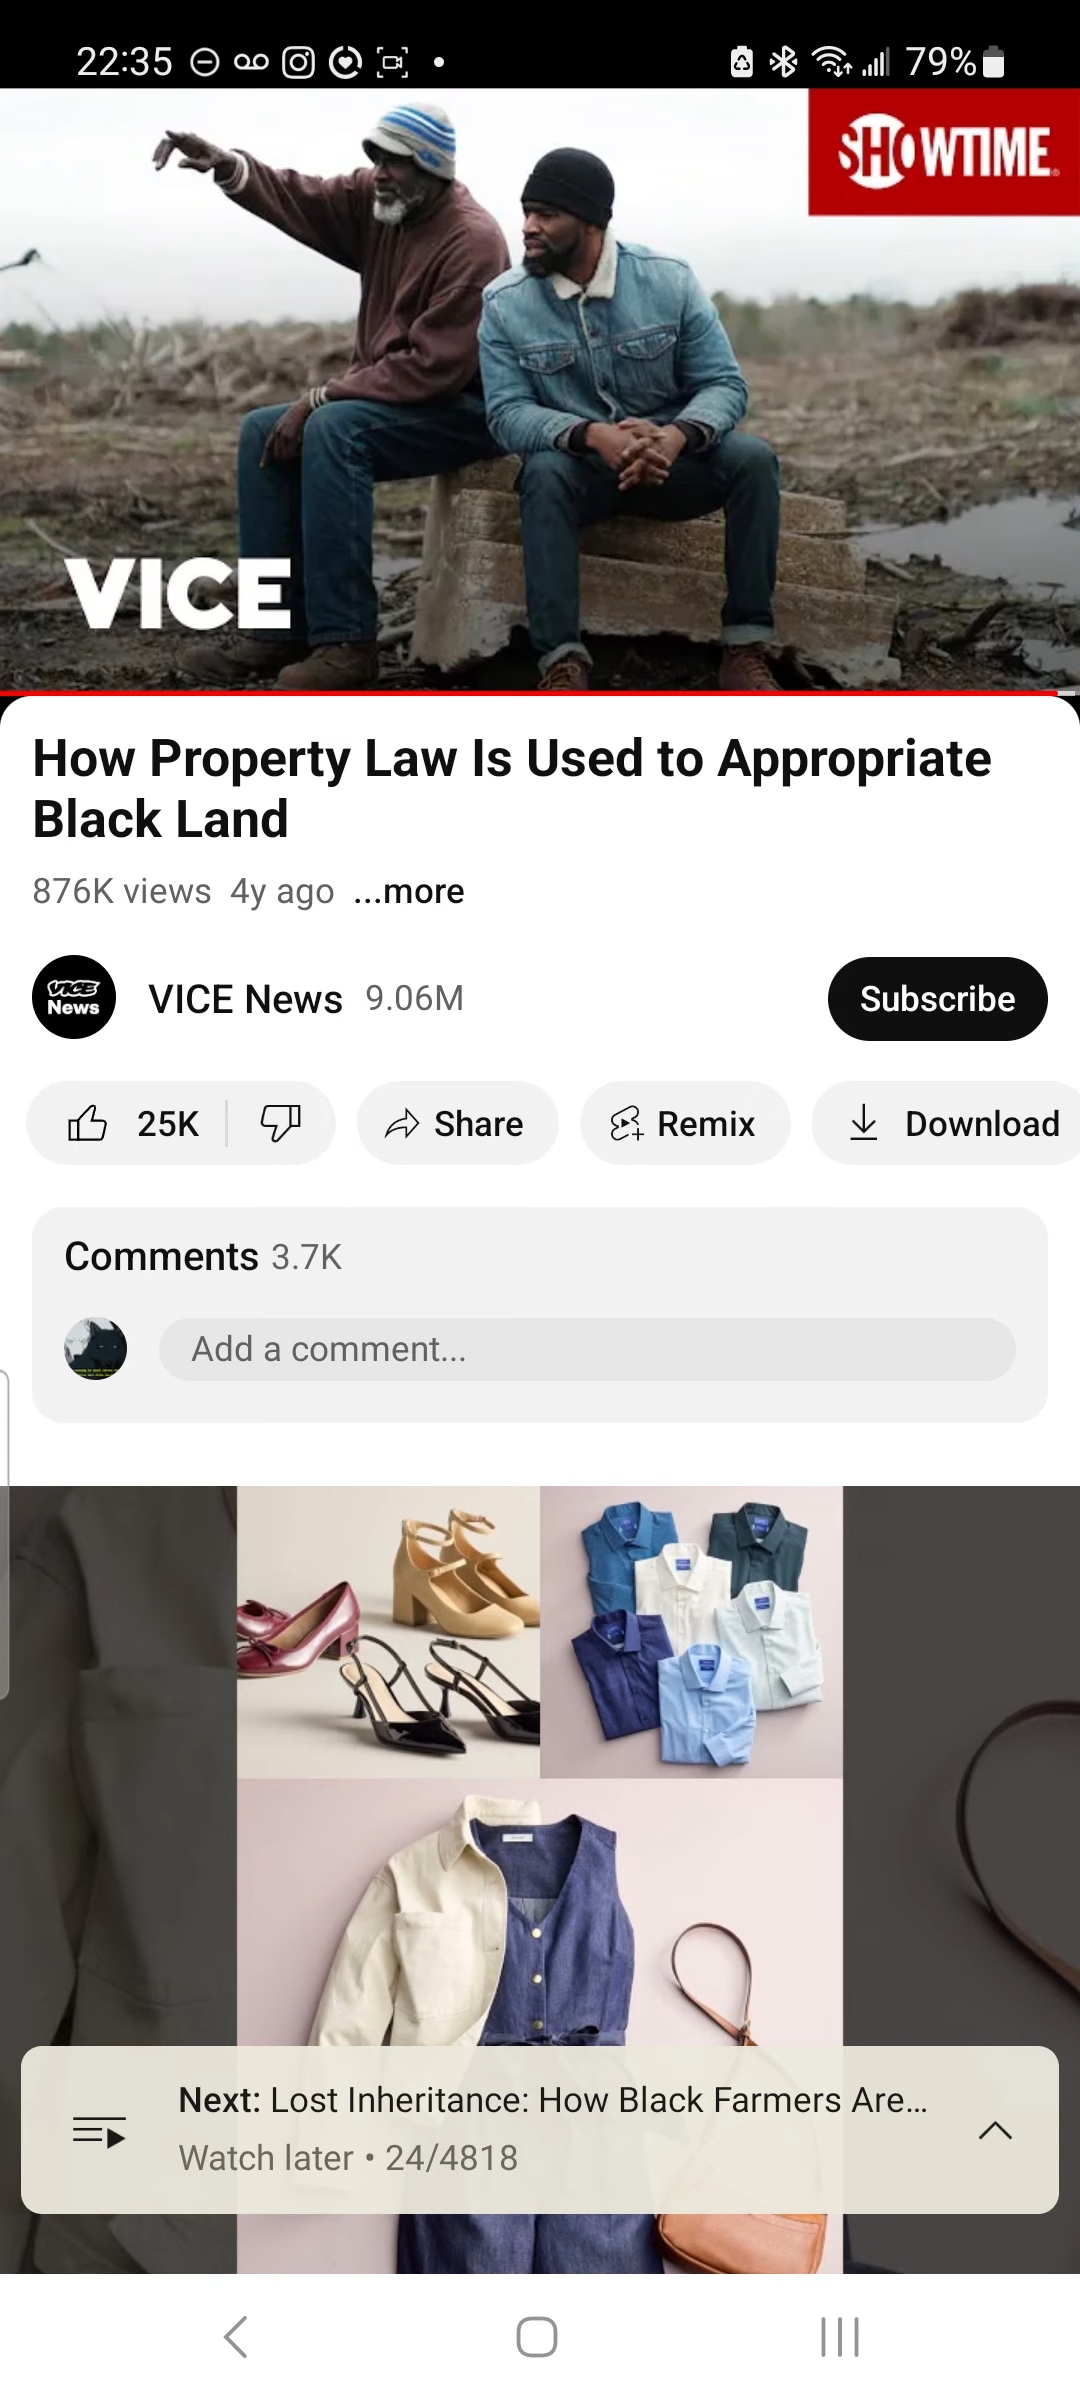 22:35
79%
SHOWTIME
VICE
How Property Law Is Used to Appropriate
Black Land
876K views 4y ago ...more
VICE
News
VICE News 9.06M
Subscribe
25K
Share
Remix
Download
Comments 3.7K
Add a comment...
Next: Lost Inheritance: How Black Farmers Are...
Watch later • 24/4818